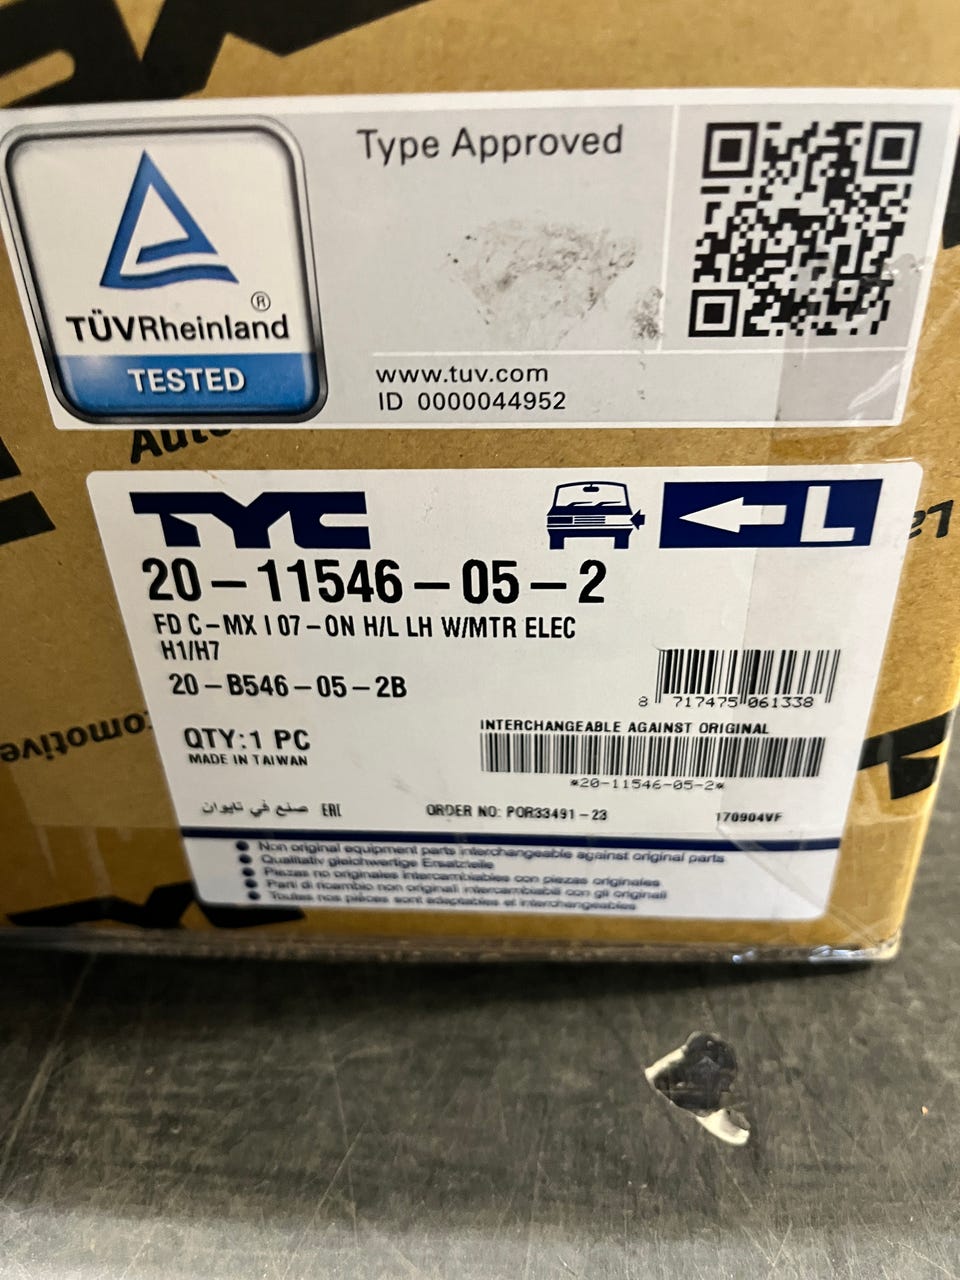 Type Approved
TÜVRheinland®
TESTED
www.tuv.com
ID 0000044952
TYC
L
20-11546-05-2
FD C-MX I 07-ON H/L LH W/MTR ELEC
H1/H7
20-B546-05-2B
8 717475 061338
INTERCHANGEABLE AGAINST ORIGINAL
QTY:1 PC
MADE IN TAIWAN
*20-11546-05-2*
صنع في تايوان
ORDER NO: POR33491-23
170904VF
Non original equipment parts interchangeable against original parts
Qualitativ gleichwertige Ersatzteile
Piezas no originales intercambiables con piezas originales
Parti di ricambio non originali intercambiabili con gli originali
Toutes nos pièces sont adaptables et interchangeables